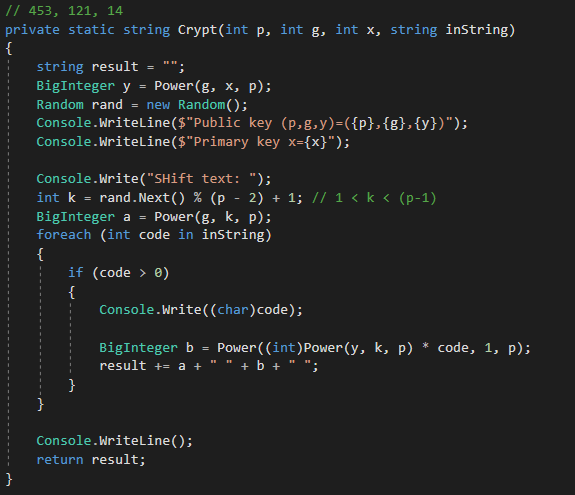 // 453, 121, 14
private static string Crypt(int p, int g, int x, string inString)
{
    string result = "";
    BigInteger y = Power(g, x, p);
    Random rand = new Random();
    Console.WriteLine($"Public key (p,g,y)=({p},{g},{y})");
    Console.WriteLine($"Primary key x={x}");

    Console.Write("SHift text: ");
    int k = rand.Next() % (p - 2) + 1; // 1 < k < (p-1)
    BigInteger a = Power(g, k, p);
    foreach (int code in inString)
    {
        if (code > 0)
        {
            Console.Write((char)code);

            BigInteger b = Power((int)Power(y, k, p) * code, 1, p);
            result += a + " " + b + " ";
        }
    }

    Console.WriteLine();
    return result;
}